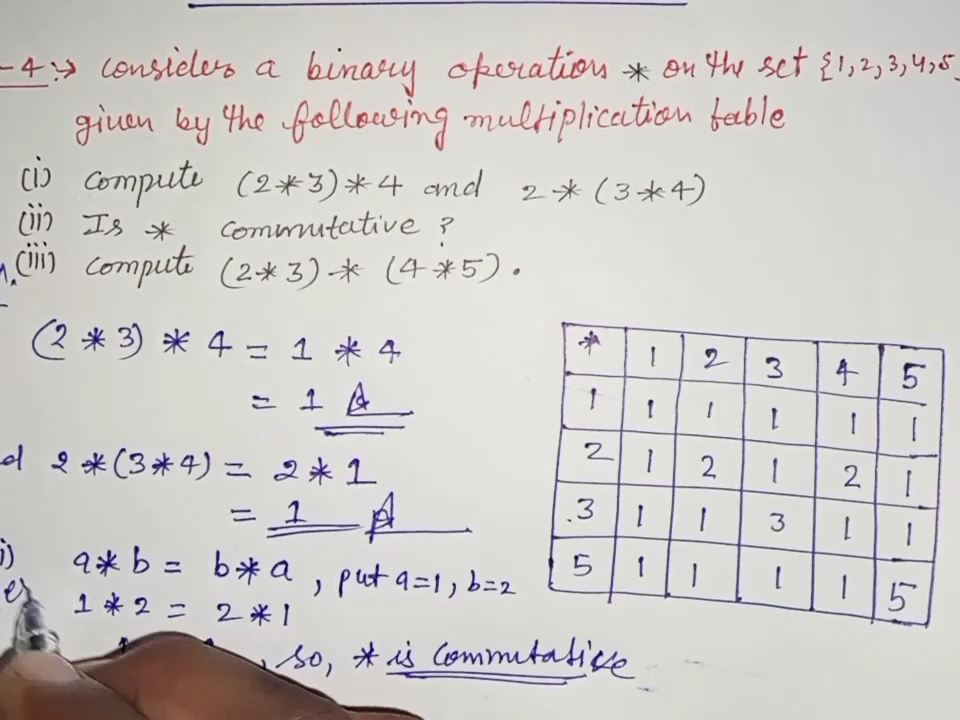 -4:→ consider a binary operation * on the set {1,2,3,4,5
given by the following multiplication table
(i) compute (2*3)*4 and 2*(3*4)
(ii) Is * commutative?
(iii) compute (2*3)*(4*5).
(2*3)*4 = 1*4
= 1 A
d 2*(3*4) = 2*1
= 1 A
i) a*b = b*a, put a=1, b=2
1*2 = 2*1
, so, * is commutative
* 1 2 3 4 5
1 1 1 1 1 1
2 1 2 1 2 1
.3 1 1 3 1 1
5 1 1 1 1 5